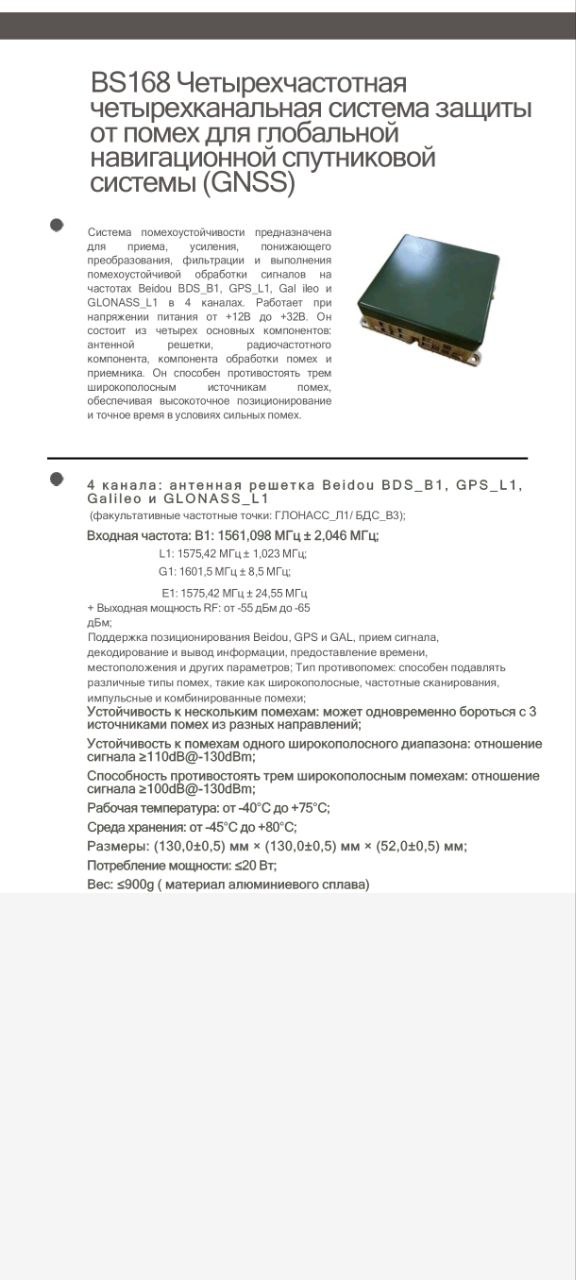 BS168 Четырехчастотная
четырехканальная система защиты
от помех для глобальной
навигационной спутниковой
системы (GNSS)
Система помехоустойчивости предназначена
для приема, усиления, понижающего
преобразования, фильтрации и выполнения
помехоустойчивой обработки сигналов на
частотах Beidou BDS_B1, GPS_L1, Gal ileo и
GLONASS_L1 в 4 каналах. Работает при
напряжении питания от +12В до +32В. Он
состоит из четырех основных компонентов:
антенной решетки, радиочастотного
компонента, компонента обработки помех и
приемника. Он способен противостоять трем
широкополосным источникам помех,
обеспечивая высокоточное позиционирование
и точное время в условиях сильных помех.
4 канала: антенная решетка Beidou BDS_B1, GPS_L1,
Galileo и GLONASS_L1
(факультативные частотные точки: ГЛОНАСС_Л1/ БДС_В3);
Входная частота: B1: 1561,098 МГц ± 2,046 МГц;
L1: 1575,42 МГц ± 1,023 МГц;
G1: 1601,5 МГц ± 8,5 МГц;
E1: 1575,42 МГц ± 24,55 МГц
+ Выходная мощность RF: от -55 дБм до -65
дБм;
Поддержка позиционирования Beidou, GPS и GAL, прием сигнала,
декодирование и вывод информации, предоставление времени,
местоположения и других параметров; Тип противопомех: способен подавлять
различные типы помех, такие как широкополосные, частотные сканирования,
импульсные и комбинированные помехи;
Устойчивость к нескольким помехам: может одновременно бороться с 3
источниками помех из разных направлений;
Устойчивость к помехам одного широкополосного диапазона: отношение
сигнала ≥110dB@-130dBm;
Способность противостоять трем широкополосным помехам: отношение
сигнала ≥100dB@-130dBm;
Рабочая температура: от -40°C до +75°C;
Среда хранения: от -45°C до +80°C;
Размеры: (130,0±0,5) мм × (130,0±0,5) мм × (52,0±0,5) мм;
Потребление мощности: ≤20 Вт;
Вес: ≤900g ( материал алюминиевого сплава)